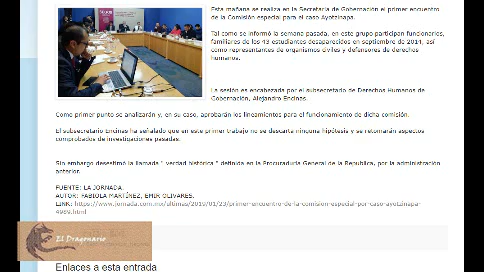 Esta mañana se realiza en la Secretaría de Gobernación el primer encuentro
de la Comisión especial para el caso Ayotzinapa.
Tal como se informó la semana pasada, en este grupo participan funcionarios,
familiares de los 43 estudiantes desaparecidos en septiembre de 2014, así
como representantes de organismos civiles y defensores de derechos
humanos.
La sesión es encabezada por el subsecretario de Derechos Humanos de
Gobernación, Alejandro Encinas.
Como primer punto se analizarán y, en su caso, aprobarán los lineamientos para el funcionamiento de dicha comisión.
El subsecretario Encinas ha señalado que en este primer trabajo no se descarta ninguna hipótesis y se retomarán aspectos
comprobados de investigaciones pasadas.
Sin embargo desestimó la llamada " verdad histórica " definida en la Procuraduría General de la República, por la administración
anterior.
FUENTE: LA JORNADA.
AUTOR: FABIOLA MARTÍNEZ, EMIR OLIVARES.
LINK: https://www.jornada.com.mx/ultimas/2019/01/23/primer-encuentro-de-la-comision-especial-por-caso-ayotzinapa-
4989.html
El Dragonario
Enlaces a esta entrada